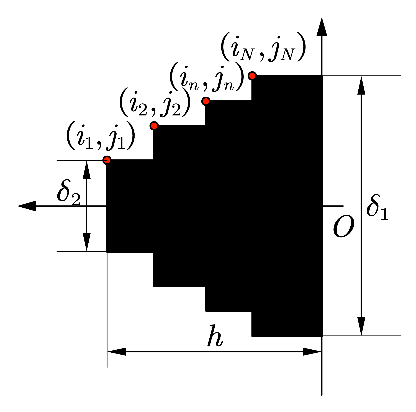 (i_N, j_N)
(i_n, j_n)
(i_2, j_2)
(i_1, j_1)
δ_2
O
δ_1
h